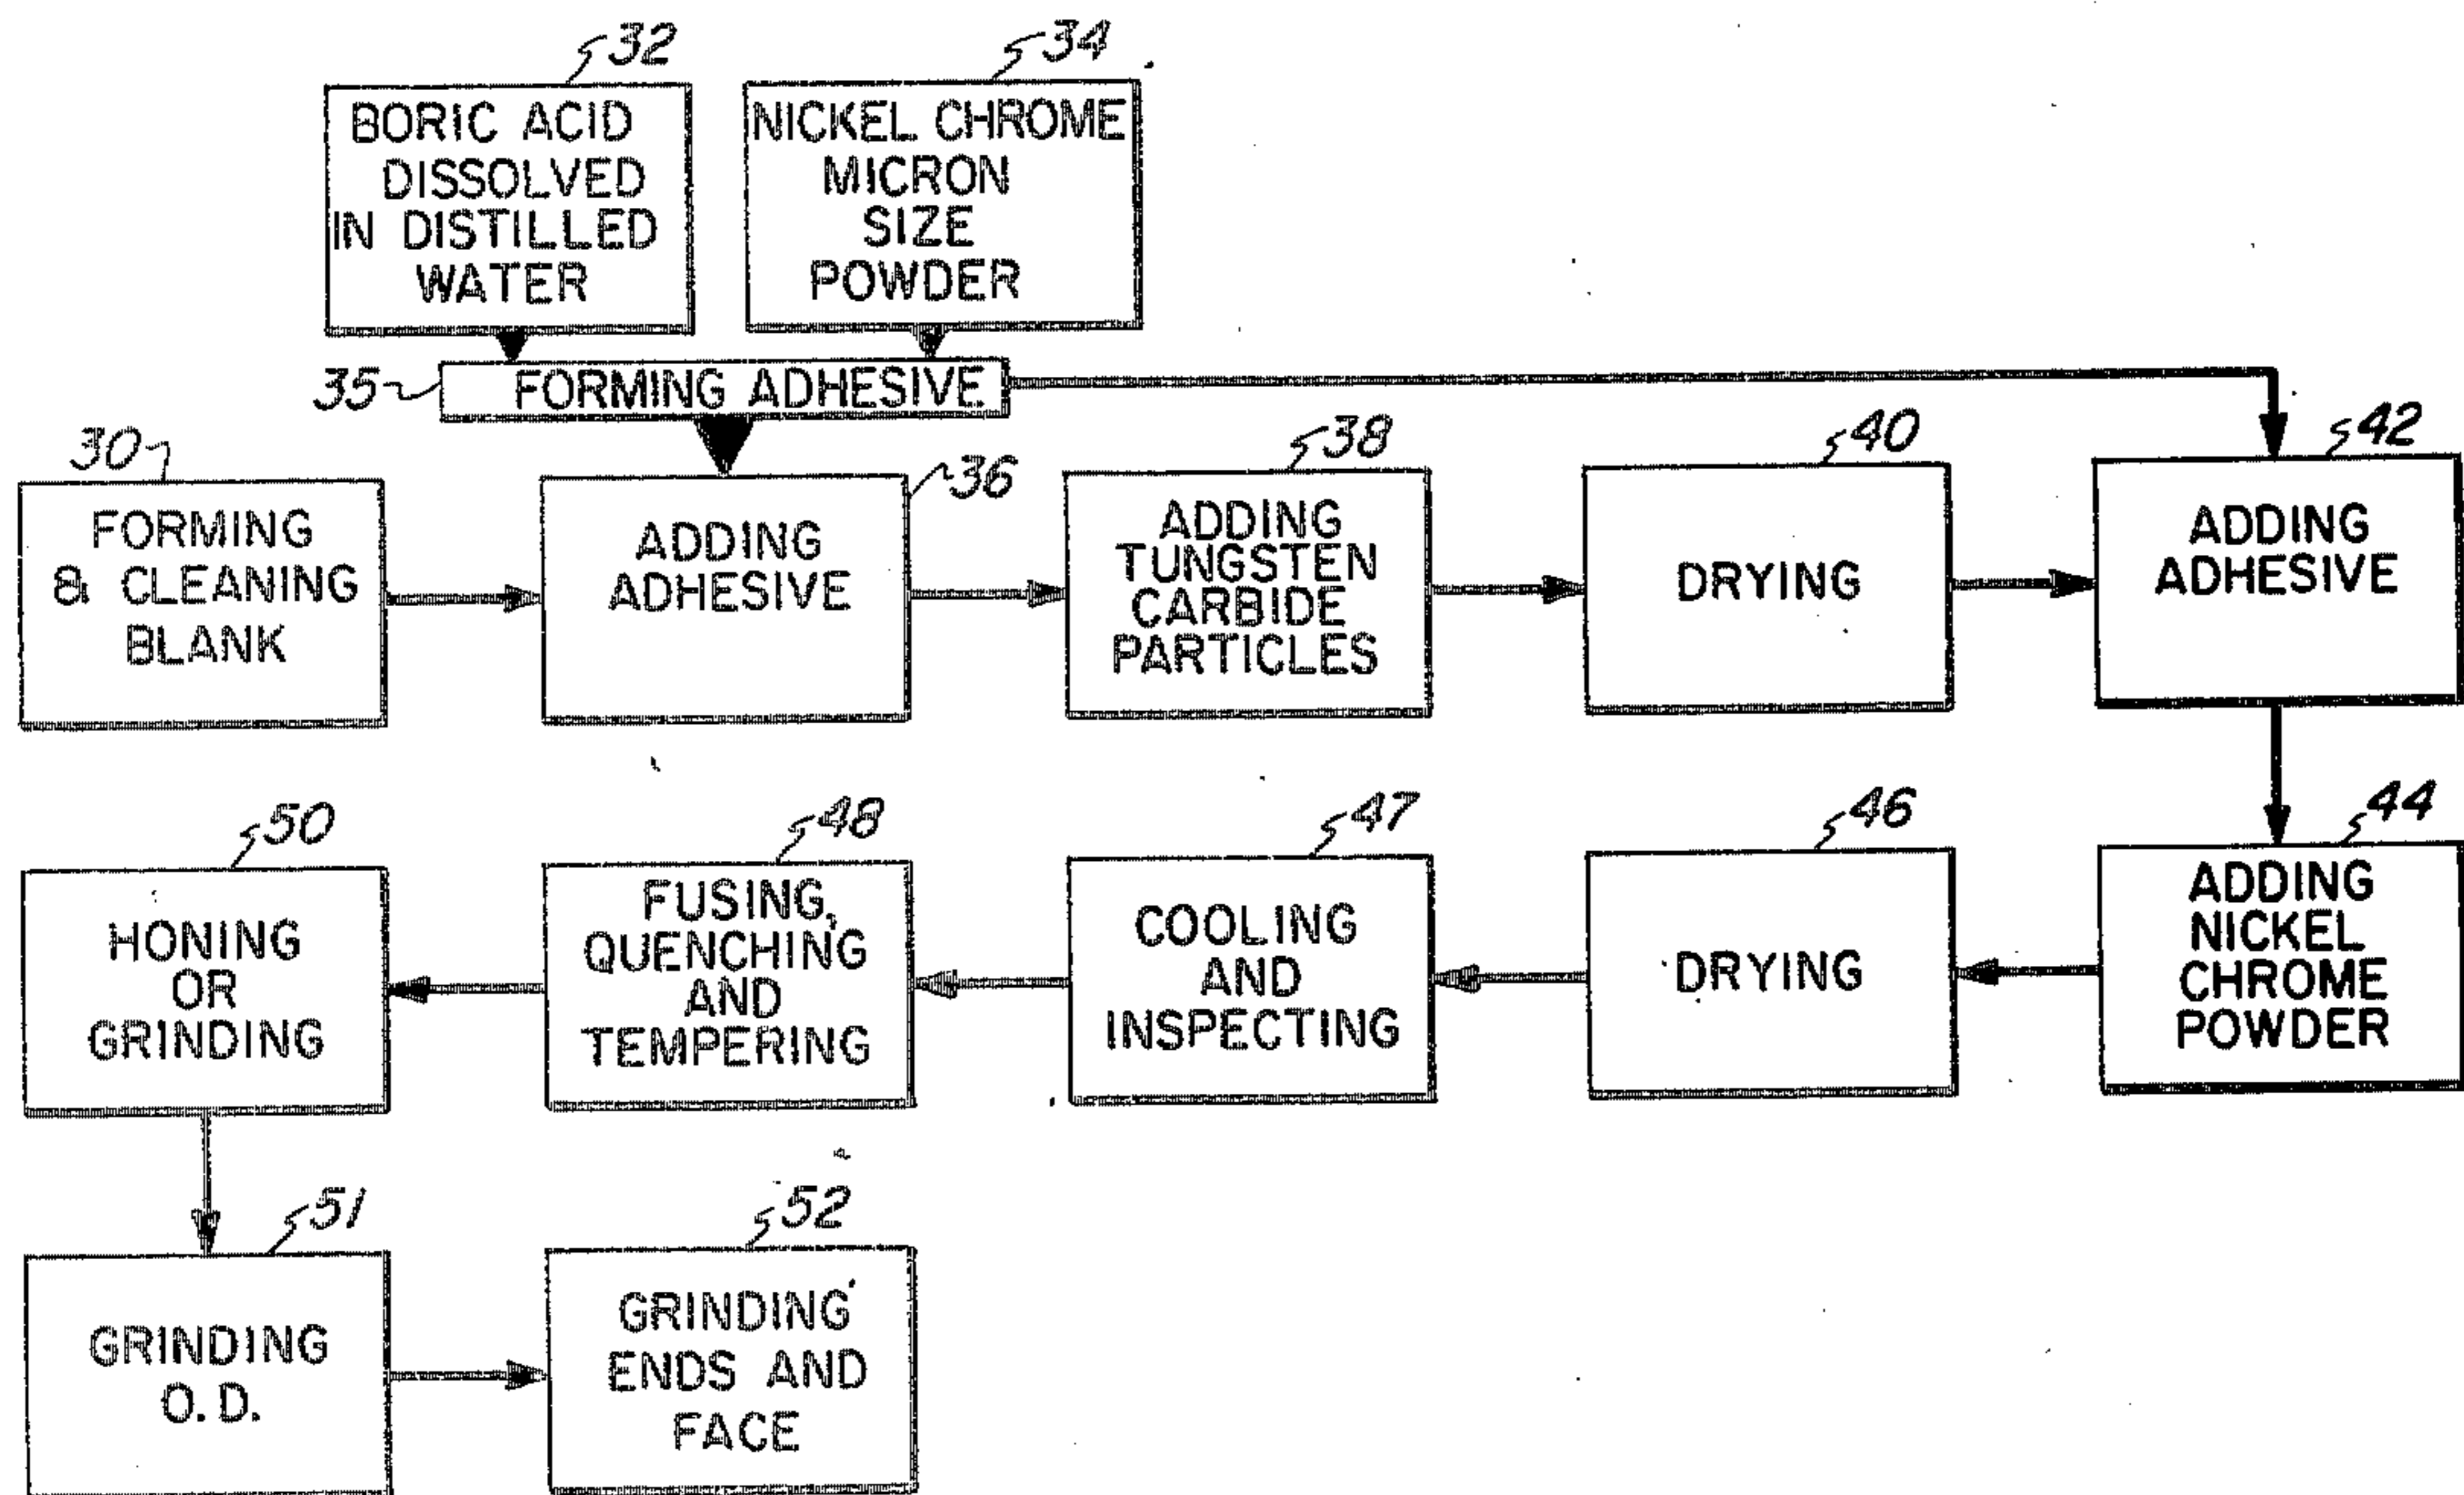 32
34
BORIC ACID
DISSOLVED
IN DISTILLED
WATER
NICKEL CHROME
MICRON
SIZE
POWDER
35
FORMING ADHESIVE
30
FORMING
& CLEANING
BLANK
36
ADDING
ADHESIVE
38
ADDING
TUNGSTEN
CARBIDE
PARTICLES
40
DRYING
42
ADDING
ADHESIVE
44
ADDING
NICKEL
CHROME
POWDER
46
DRYING
47
COOLING
AND
INSPECTING
48
FUSING,
QUENCHING
AND
TEMPERING
50
HONING
OR
GRINDING
51
GRINDING
O.D.
52
GRINDING
ENDS AND
FACE